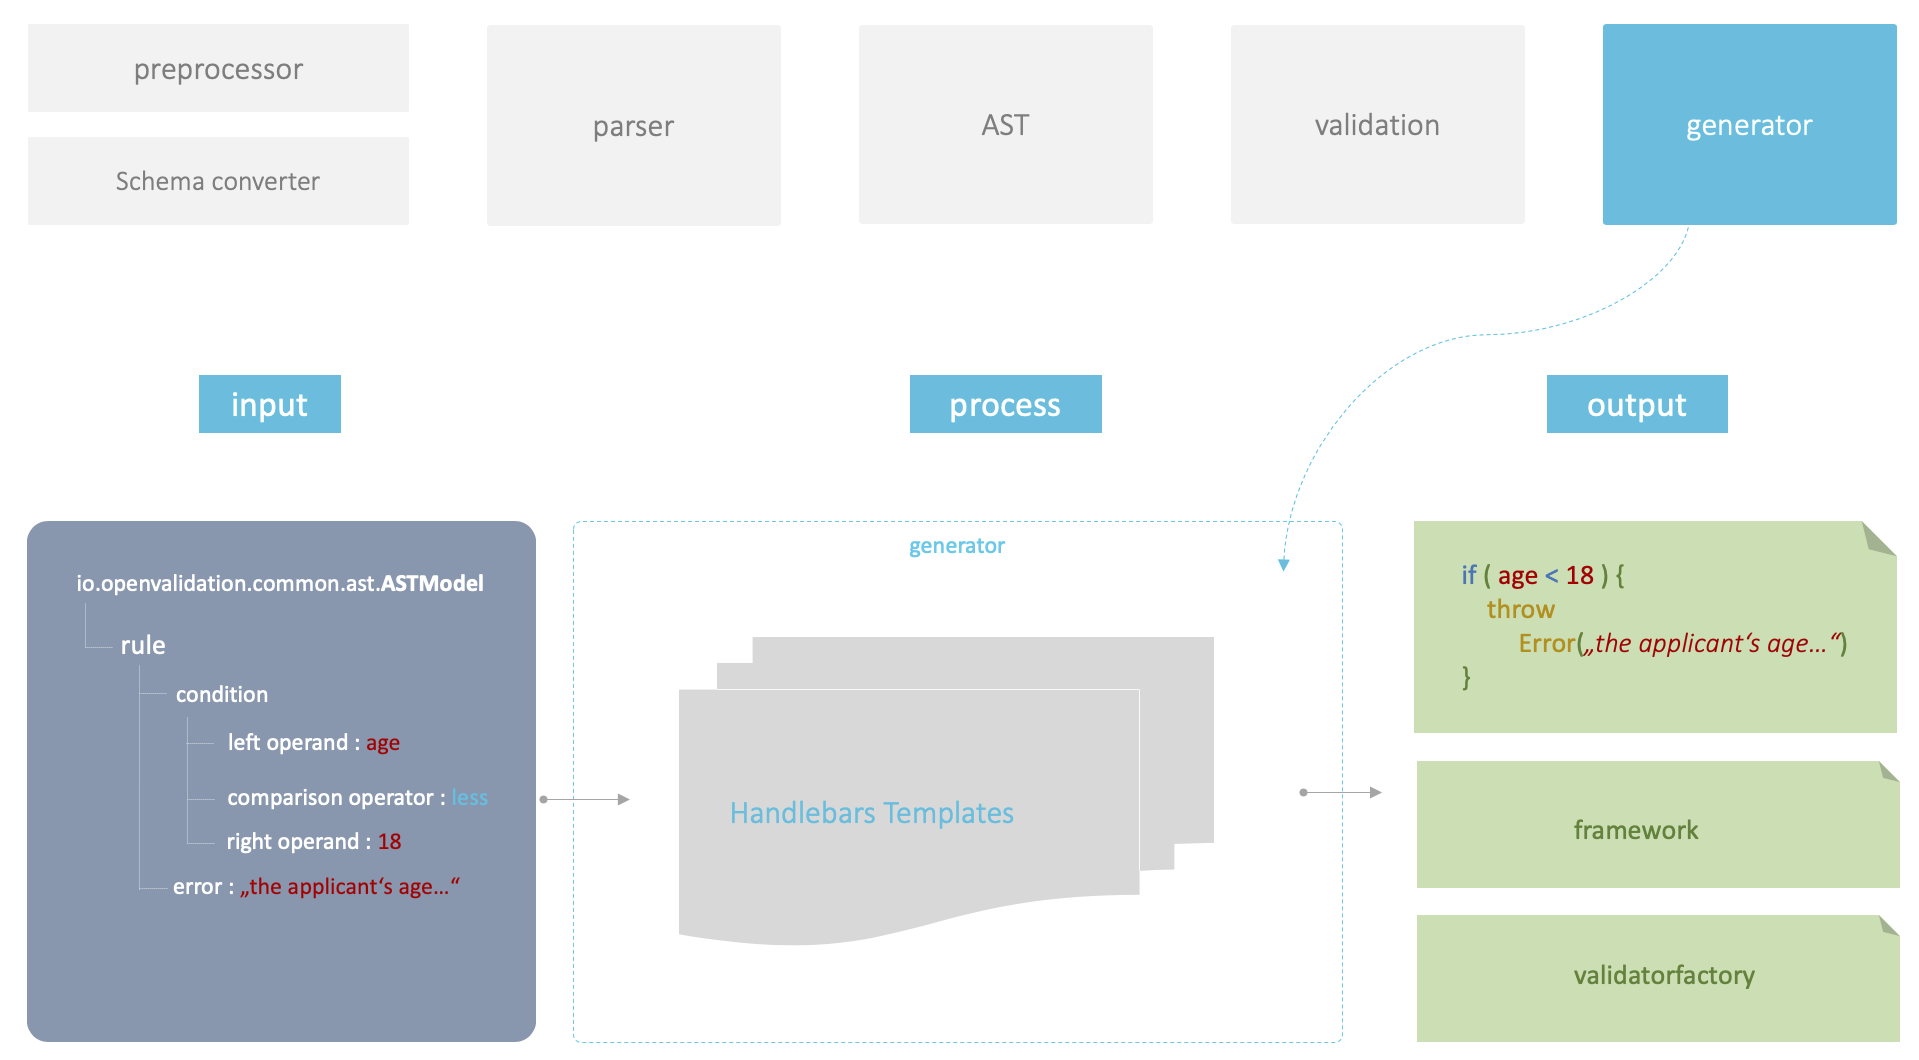 preprocessor
Schema converter
parser
AST
validation
generator
input
process
output
io.openvalidation.common.ast.ASTModel
rule
condition
left operand : age
comparison operator : less
right operand : 18
error : „the applicant‘s age…“
generator
Handlebars Templates
if ( age < 18 ) {
throw
Error(„the applicant‘s age…“)
}
framework
validatorfactory